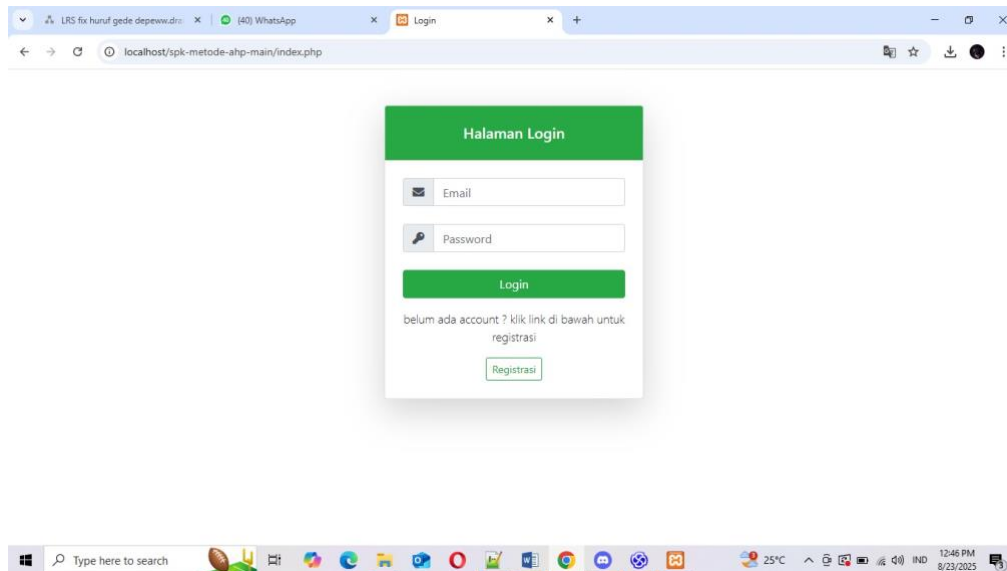 LRS fix huruf gede depeww.dra
(40) WhatsApp
Login
localhost/spk-metode-ahp-main/index.php
Halaman Login
Email
Password
Login
belum ada account ? klik link di bawah untuk
registrasi
Registrasi
Type here to search
25°C
IND
12:46 PM
8/23/2025